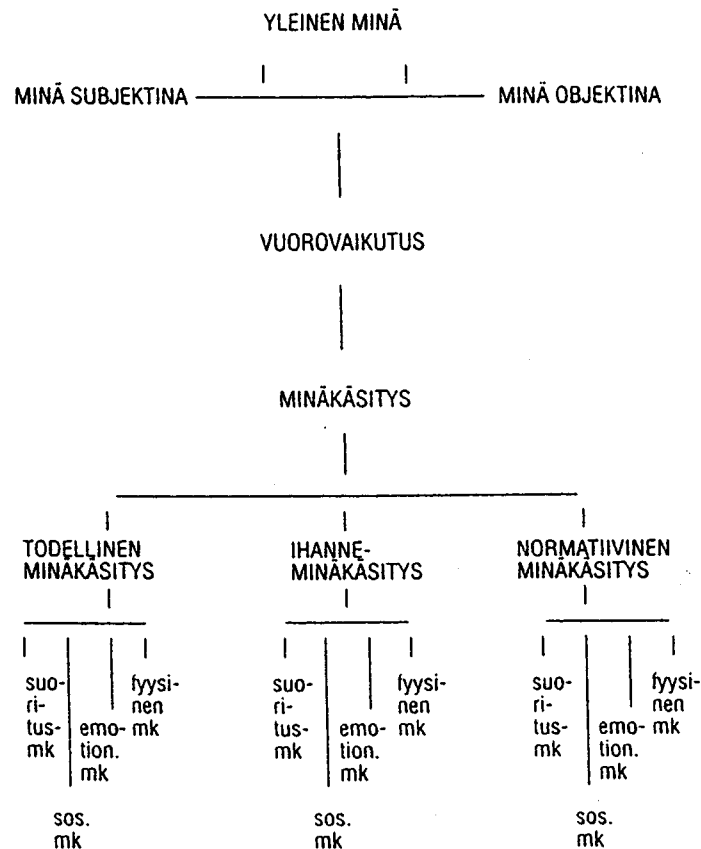 YLEINEN MINÄ
MINÄ SUBJEKTINA MINÄ OBJEKTINA
VUOROVAIKUTUS
MINÄKÄSITYS
TODELLINEN
MINÄKÄSITYS
IHANNE-
MINÄKÄSITYS
NORMATIIVINEN
MINÄKÄSITYS
suo-
ri-
tus-
mk
sos.
mk
emo-
tion.
mk
fyysi-
nen
mk
suo-
ri-
tus-
mk
sos.
mk
emo-
tion.
mk
fyysi-
nen
mk
suo-
ri-
tus-
mk
sos.
mk
emo-
tion.
mk
fyysi-
nen
mk